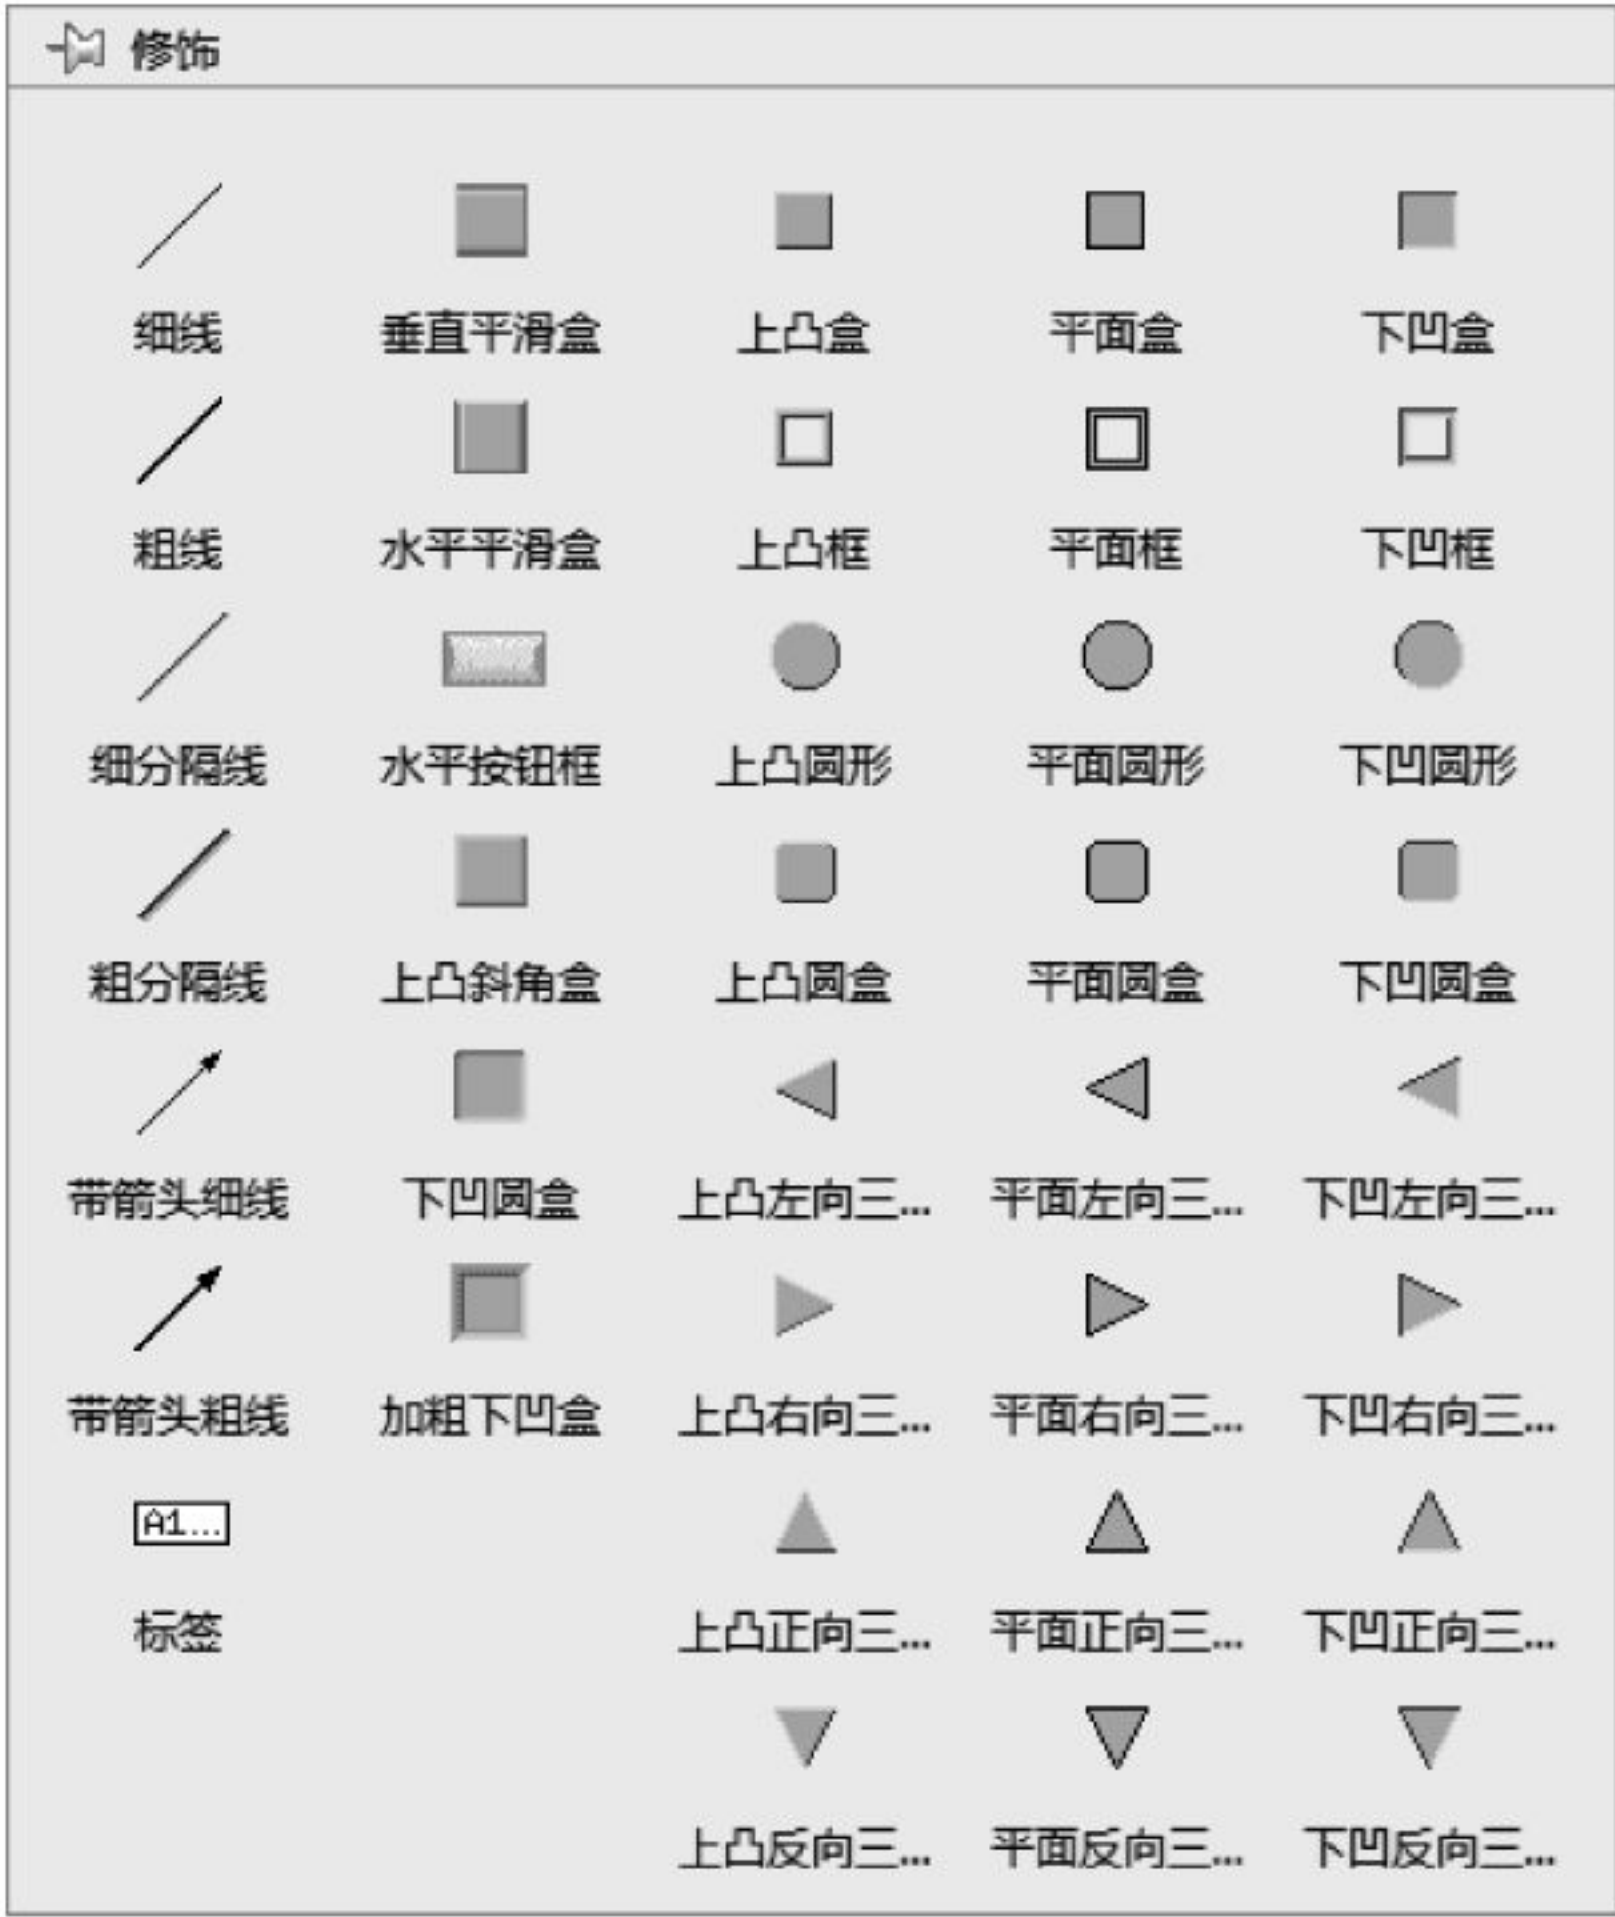 修饰
细线 垂直平滑盒 上凸盒 平面盒 下凹盒
粗线 水平平滑盒 上凸框 平面框 下凹框
细分隔线 水平按钮框 上凸圆形 平面圆形 下凹圆形
粗分隔线 上凸斜角盒 上凸圆盒 平面圆盒 下凹圆盒
带箭头细线 下凹圆盒 上凸左向三... 平面左向三... 下凹左向三...
带箭头粗线 加粗下凹盒 上凸右向三... 平面右向三... 下凹右向三...
A1...
标签 上凸正向三... 平面正向三... 下凹正向三...
上凸反向三... 平面反向三... 下凹反向三...